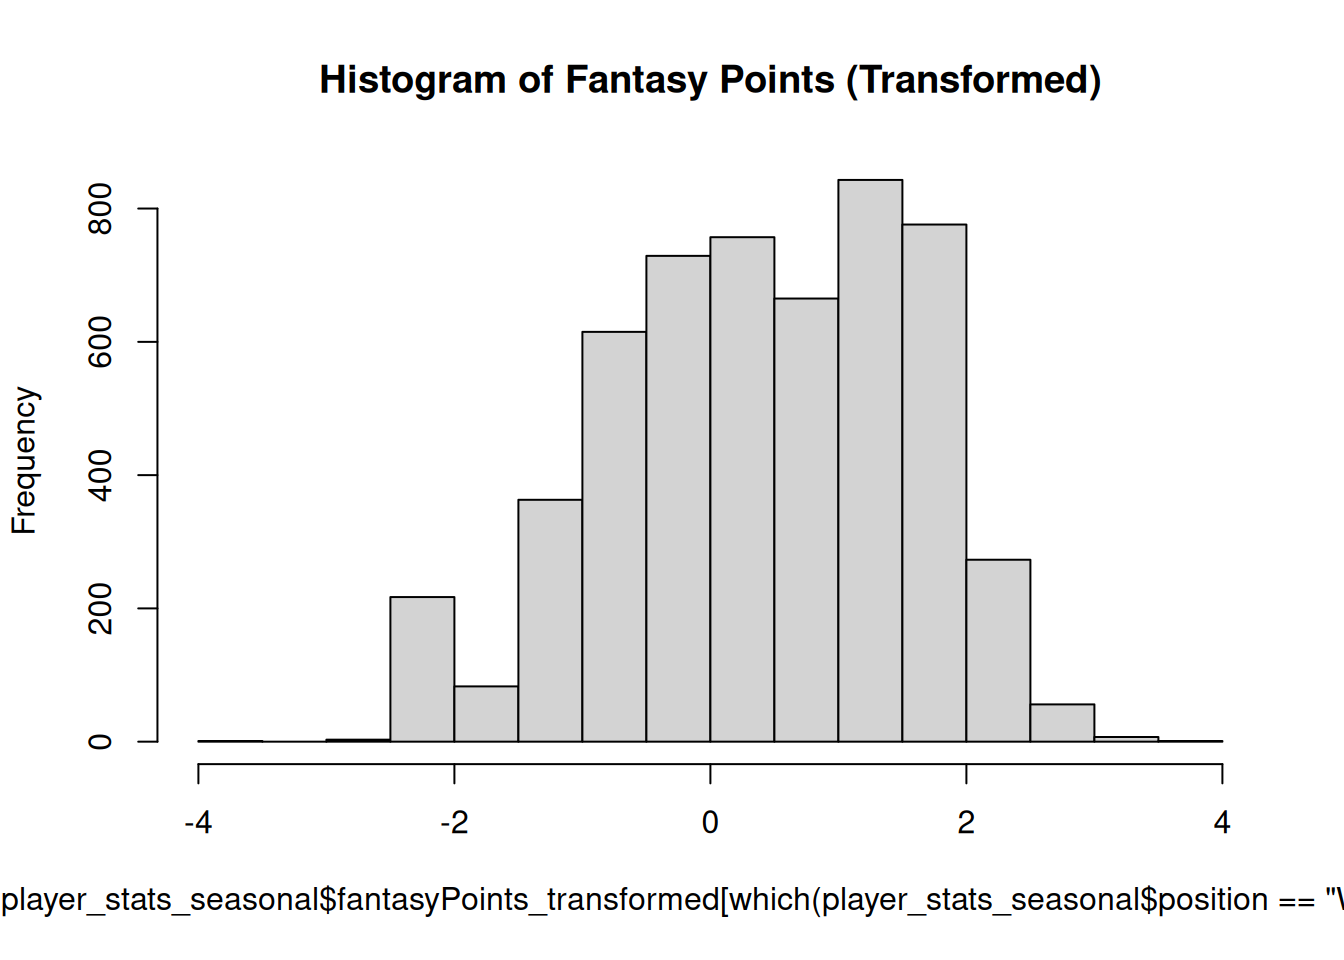 Histogram of Fantasy Points (Transformed)
Frequency
800
600
400
200
0
-4 -2 0 2 4
player_stats_seasonal$fantasyPoints_transformed[which(player_stats_seasonal$position == "